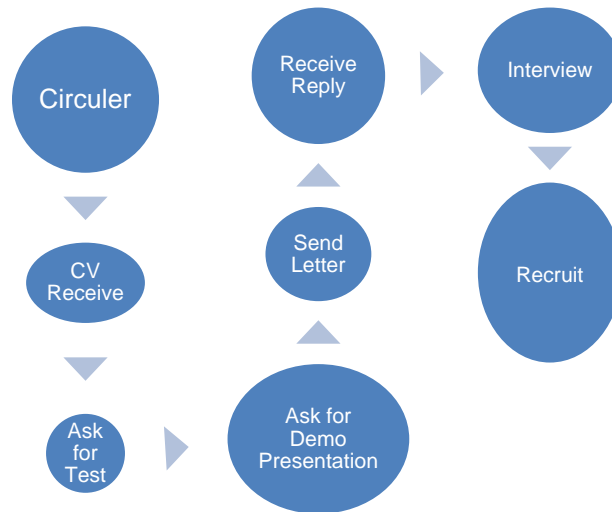 Circuler
CV
Receive
Ask
for
Test
Ask for
Demo
Presentation
Send
Letter
Receive
Reply
Interview
Recruit